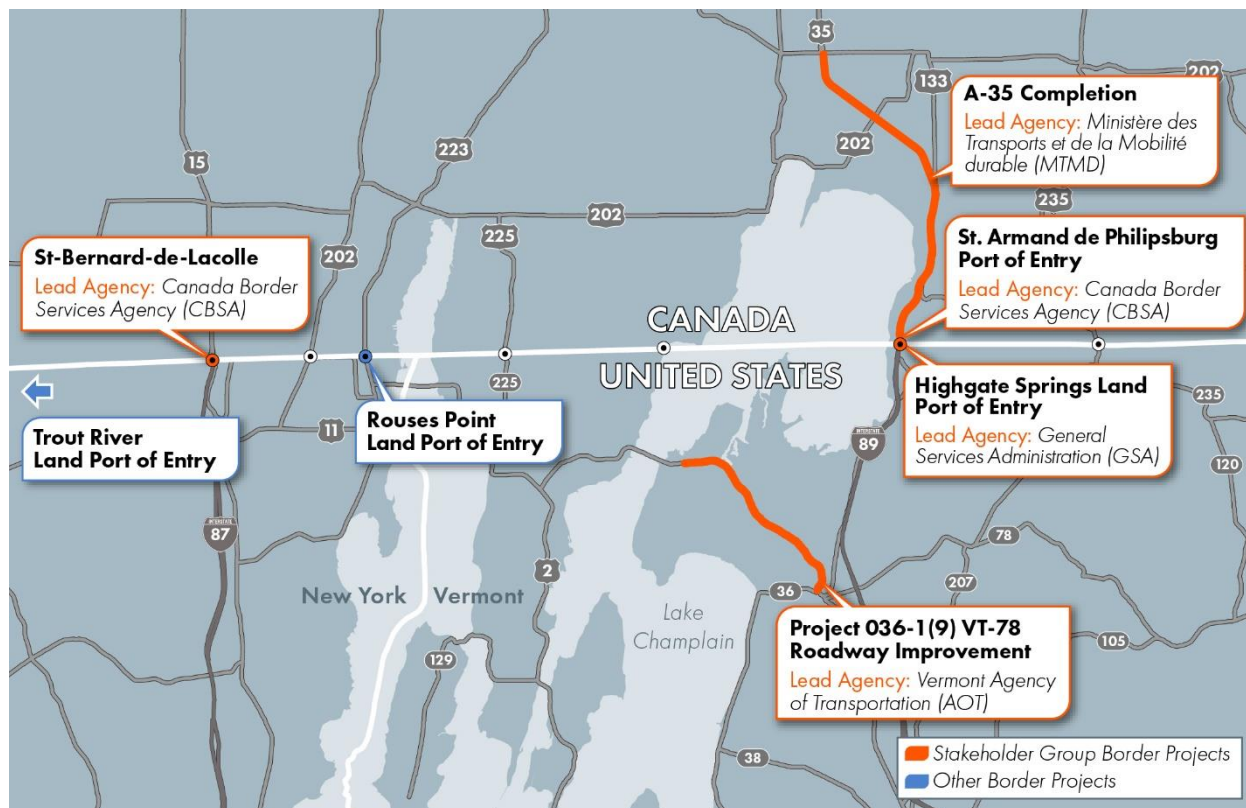 35
202
133
A-35 Completion
Lead Agency: Ministère des
Transports et de la Mobilité
durable (MTMD)
15
223
202
235
202
225
202
St-Bernard-de-Lacolle
Lead Agency: Canada Border
Services Agency (CBSA)
St. Armand de Philipsburg
Port of Entry
Lead Agency: Canada Border
Services Agency (CBSA)
CANADA
UNITED STATES
225
235
Trout River
Land Port of Entry
11
Rouses Point
Land Port of Entry
Highgate Springs Land
Port of Entry
Lead Agency: General
Services Administration (GSA)
INTERSTATE
89
120
INTERSTATE
87
78
2
207
36
New York
Vermont
Lake
Champlain
105
129
Project 036-1(9) VT-78
Roadway Improvement
Lead Agency: Vermont Agency
of Transportation (AOT)
38
Stakeholder Group Border Projects
Other Border Projects